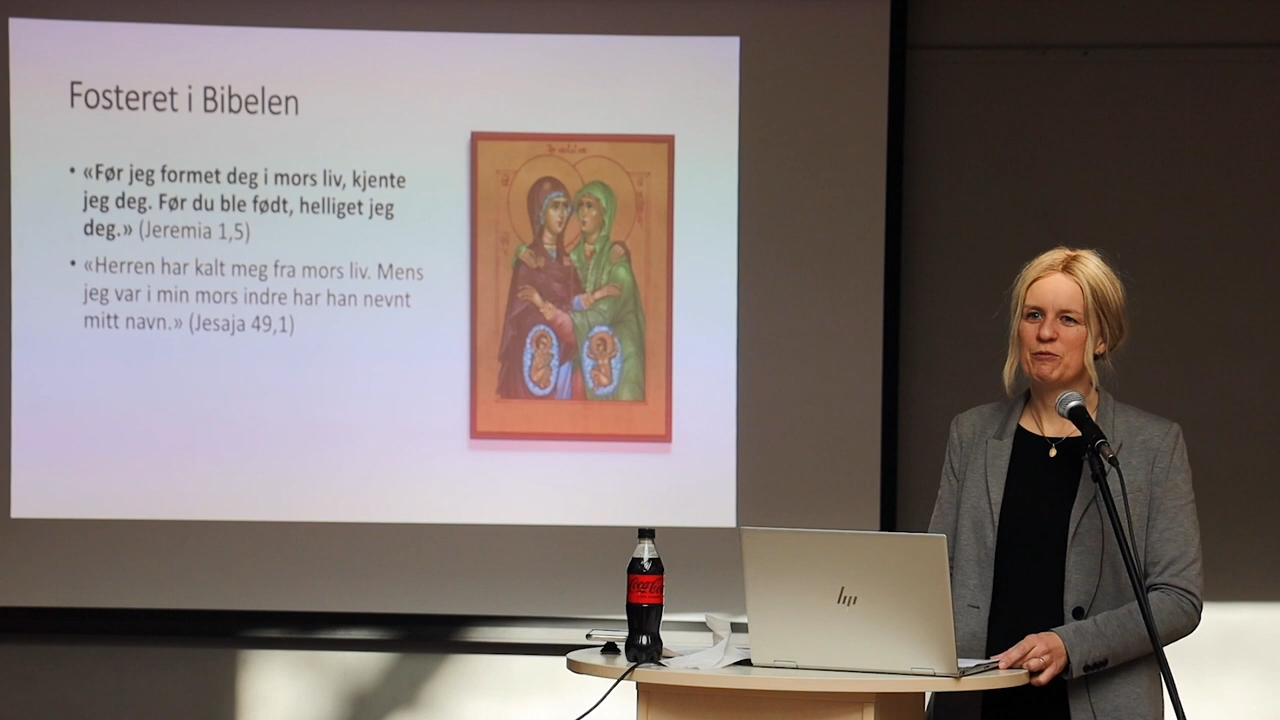 Fosteret i Bibelen
• «Før jeg formet deg i mors liv, kjente
jeg deg. Før du ble født, helliget jeg
deg.» (Jeremia 1,5)
• «Herren har kalt meg fra mors liv. Mens
jeg var i min mors indre har han nevnt
mitt navn.» (Jesaja 49,1)
Coca-Cola
hp